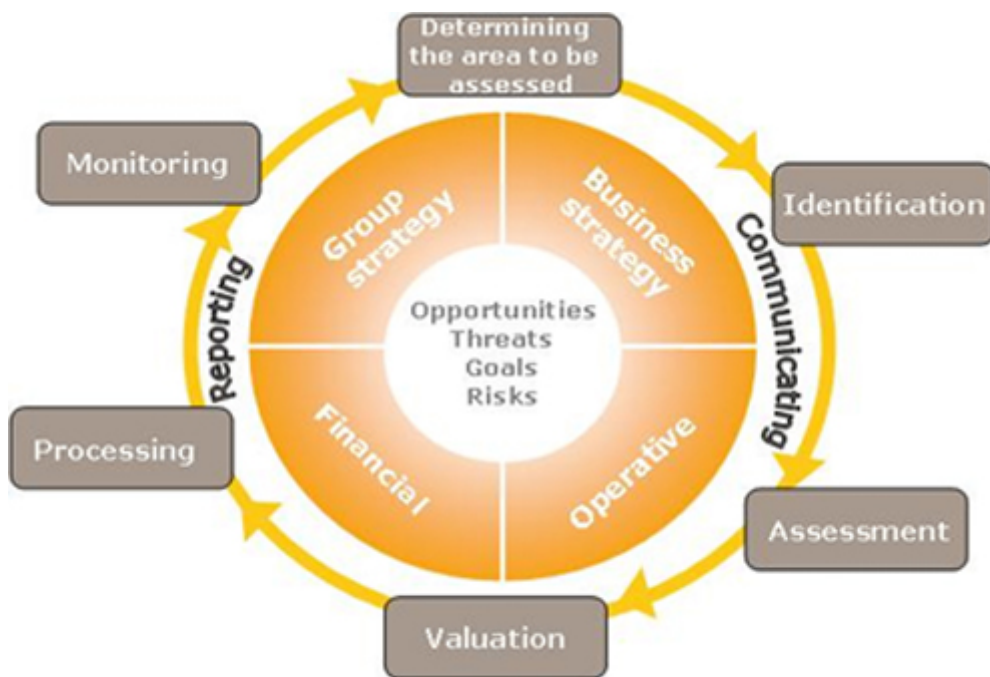 Determining
the area to be
assessed
Monitoring
Identification
Group
strategy
Business
strategy
Reporting
Communicating
Opportunities
Threats
Goals
Risks
Processing
Financial
Operative
Assessment
Valuation